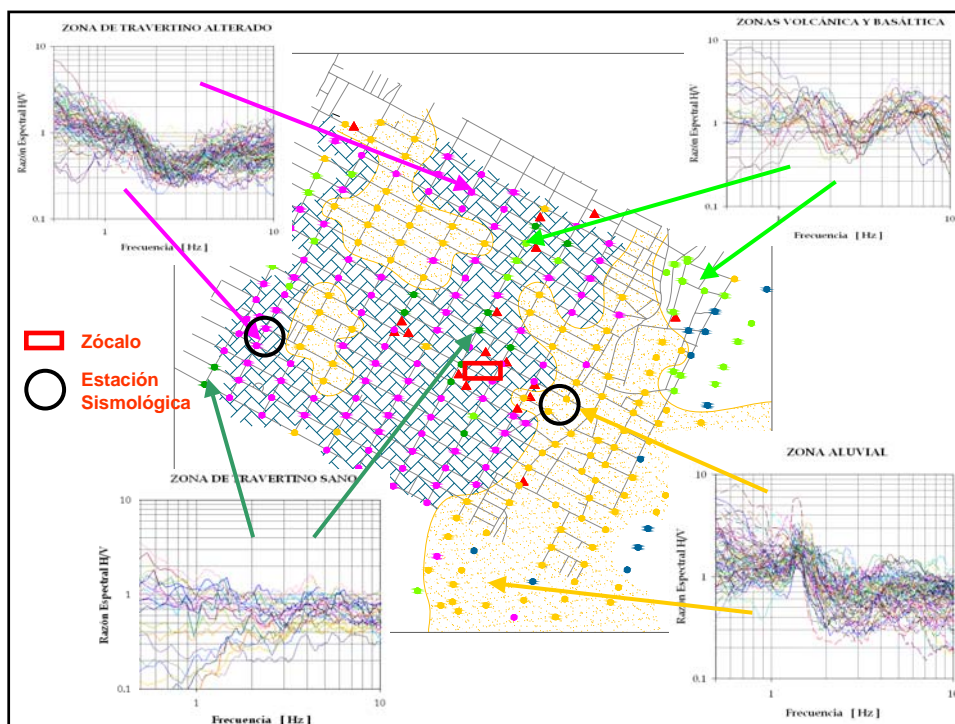 ZONA DE TRAVERTINO ALTERADO
10
1
0.1
Razón Espectral H/V
1
10
Frecuencia [ Hz ]
ZONAS VOLCÁNICA Y BASÁLTICA
10
1
0.1
Razón Espectral H/V
1
10
Frecuencia [ Hz ]
Zócalo
Estación
Sismológica
ZONA DE TRAVERTINO SANO
10
1
0.1
Razón Espectral H/V
1
10
Frecuencia [ Hz ]
ZONA ALUVIAL
10
1
0.1
Razón Espectral H/V
1
10
Frecuencia [ Hz ]